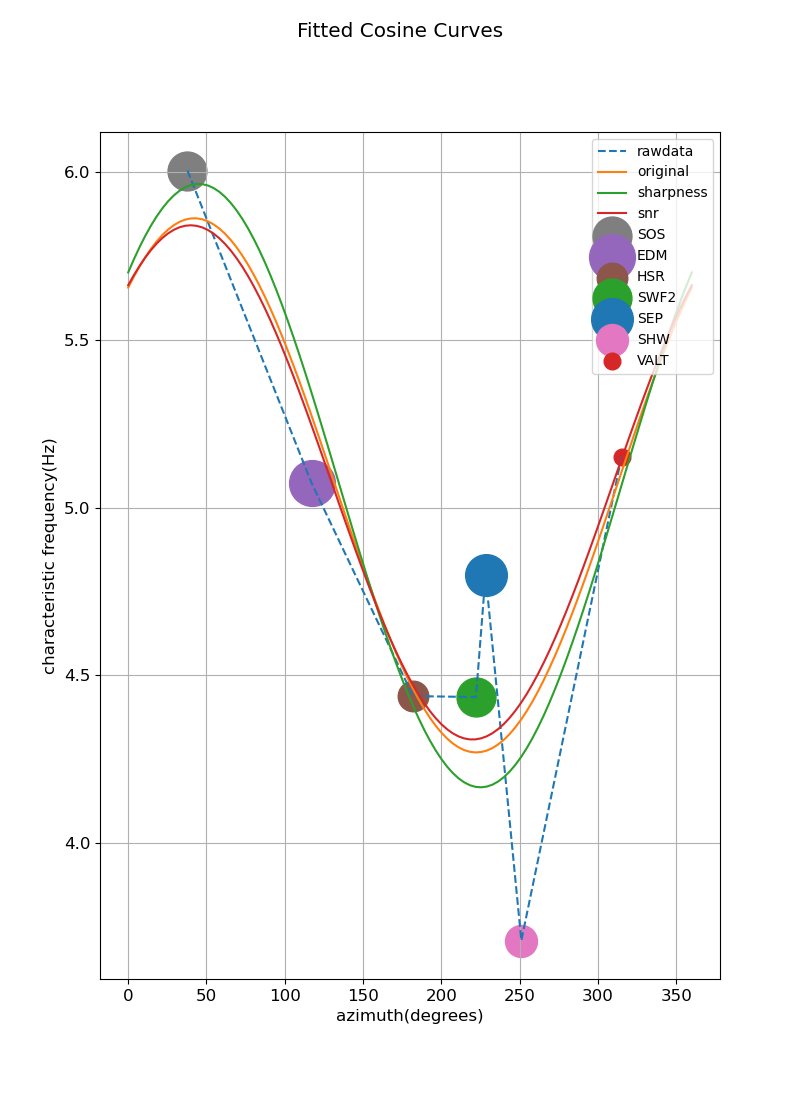 Fitted Cosine Curves
rawdata
original
sharpness
snr
SOS
EDM
HSR
SWF2
SEP
SHW
VALT
characteristic frequency(Hz)
6.0
5.5
5.0
4.5
4.0
0 50 100 150 200 250 300 350
azimuth(degrees)